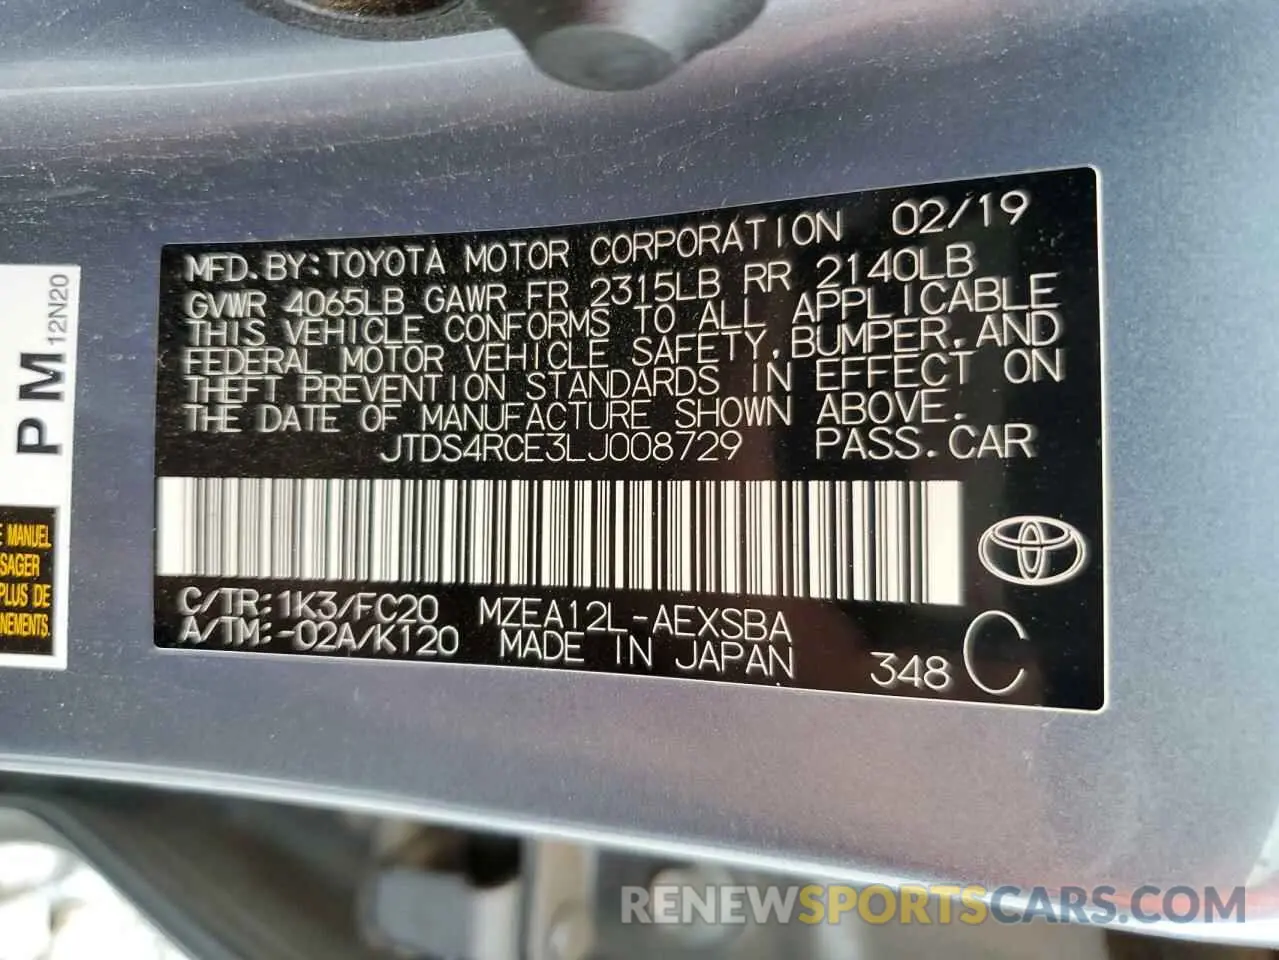 MFD. BY: TOYOTA MOTOR CORPORATION 02/19
GVWR 4065LB GAWR FR 2315LB RR 2140LB
THIS VEHICLE CONFORMS TO ALL APPLICABLE
FEDERAL MOTOR VEHICLE SAFETY, BUMPER, AND
THEFT PREVENTION STANDARDS IN EFFECT ON
THE DATE OF MANUFACTURE SHOWN ABOVE.
JTDS4RCE3LJ008729 PASS. CAR
C/TR: 1K3/FC20 MZEA12L-AEXSBA
A/TM: -02A/K120 MADE IN JAPAN 348 C
PM 12N20
E MANUEL
SAGER
PLUS DE
NEMENTS.
RENEWSPORTSCARS.COM